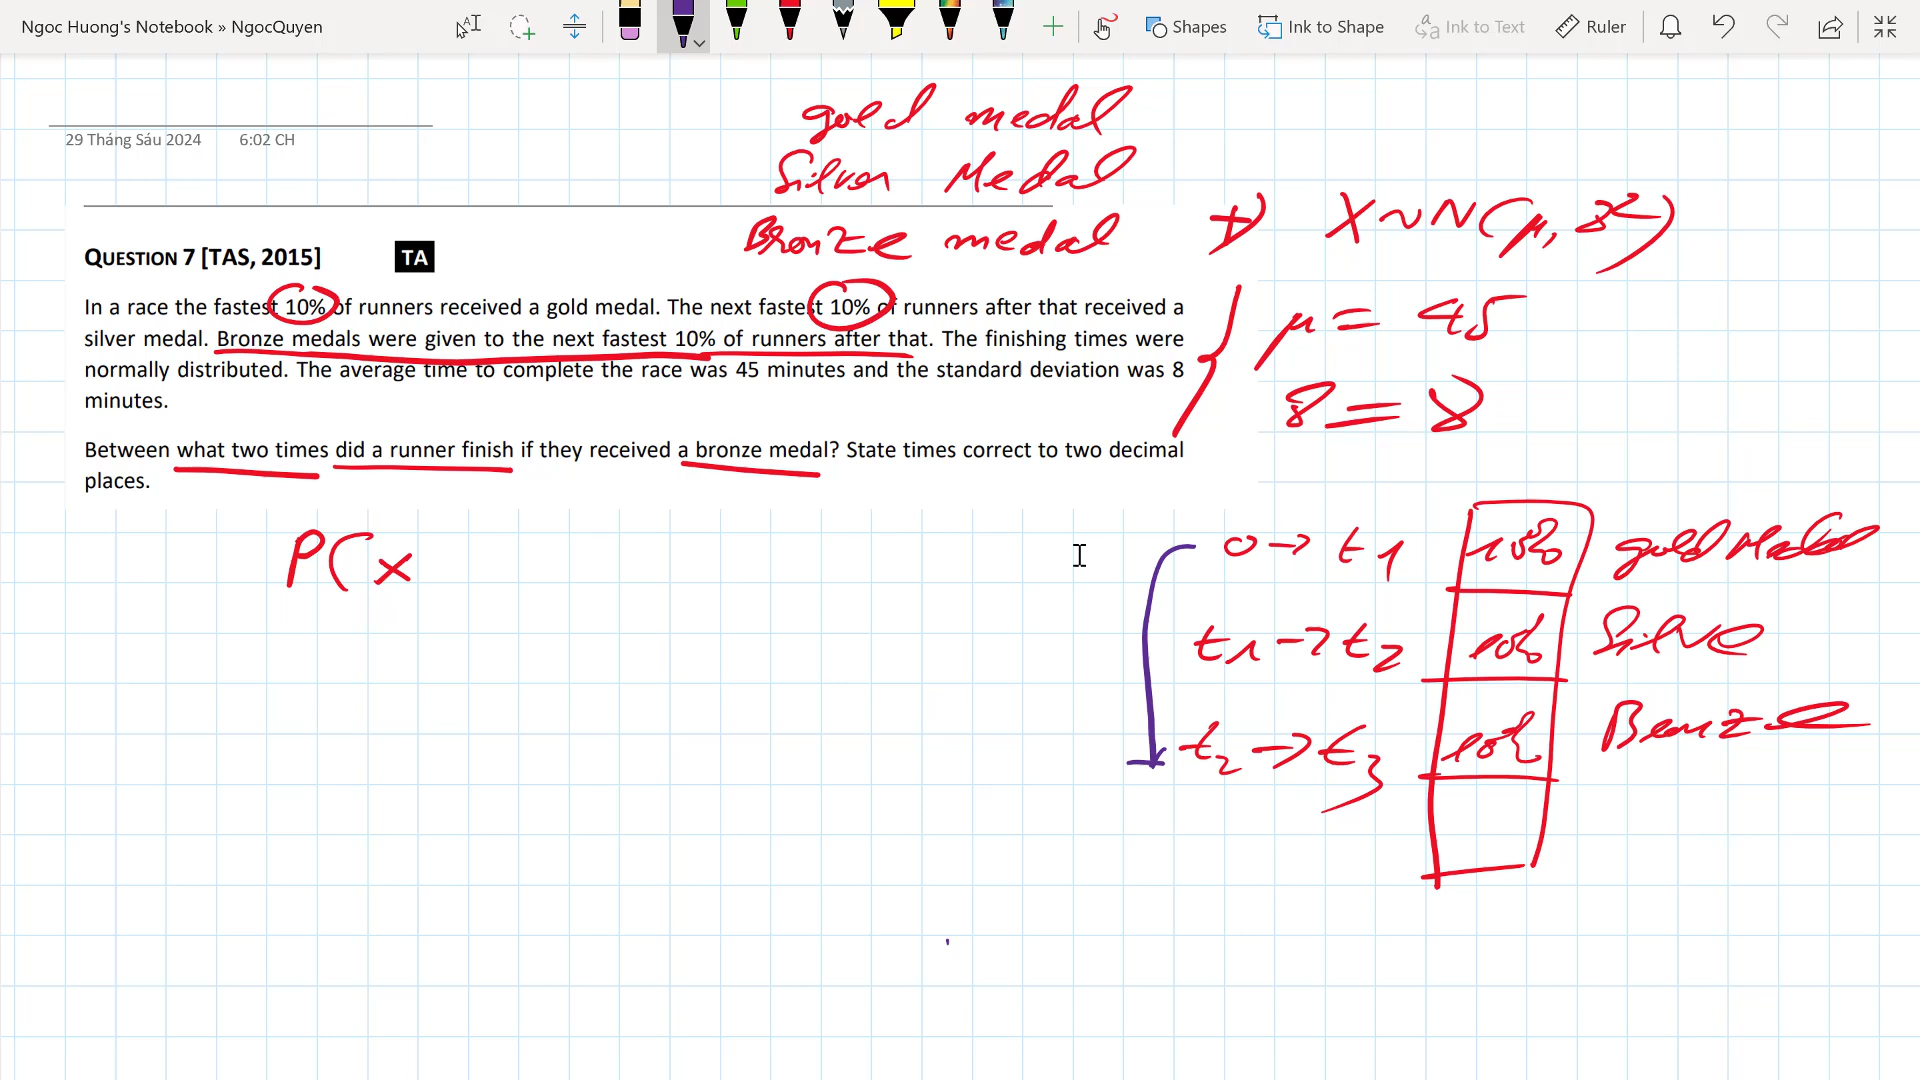 Ngoc Huong's Notebook » NgocQuyen
Shapes
Ink to Shape
Ink to Text
Ruler
29 Tháng Sáu 2024 6:02 CH
gold medal
Silver Medal
Bronze medal
QUESTION 7 [TAS, 2015] TA
In a race the fastest 10% of runners received a gold medal. The next fastest 10% of runners after that received a
silver medal. Bronze medals were given to the next fastest 10% of runners after that. The finishing times were
normally distributed. The average time to complete the race was 45 minutes and the standard deviation was 8
minutes.
Between what two times did a runner finish if they received a bronze medal? State times correct to two decimal
places.
X ~ N(μ, δ²)
μ = 45
δ = 8
P(x
0 → t1 10% gold Medal
t1 → t2 10% Silve
t2 → t3 10%